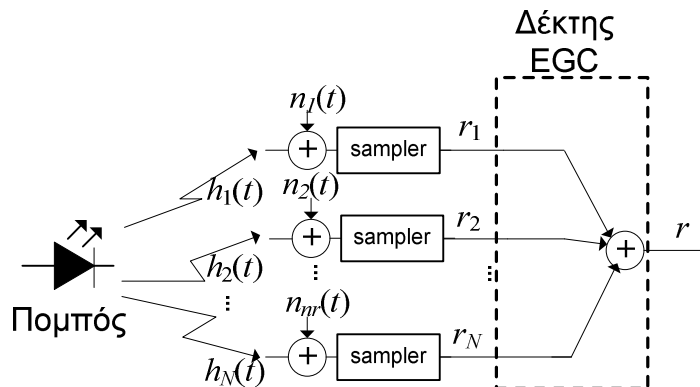 Δέκτης
EGC
n1(t)
sampler
r1
h1(t)
n2(t)
sampler
r2
r
h2(t)
...
...
...
Πομπός
nnr(t)
sampler
rN
hN(t)